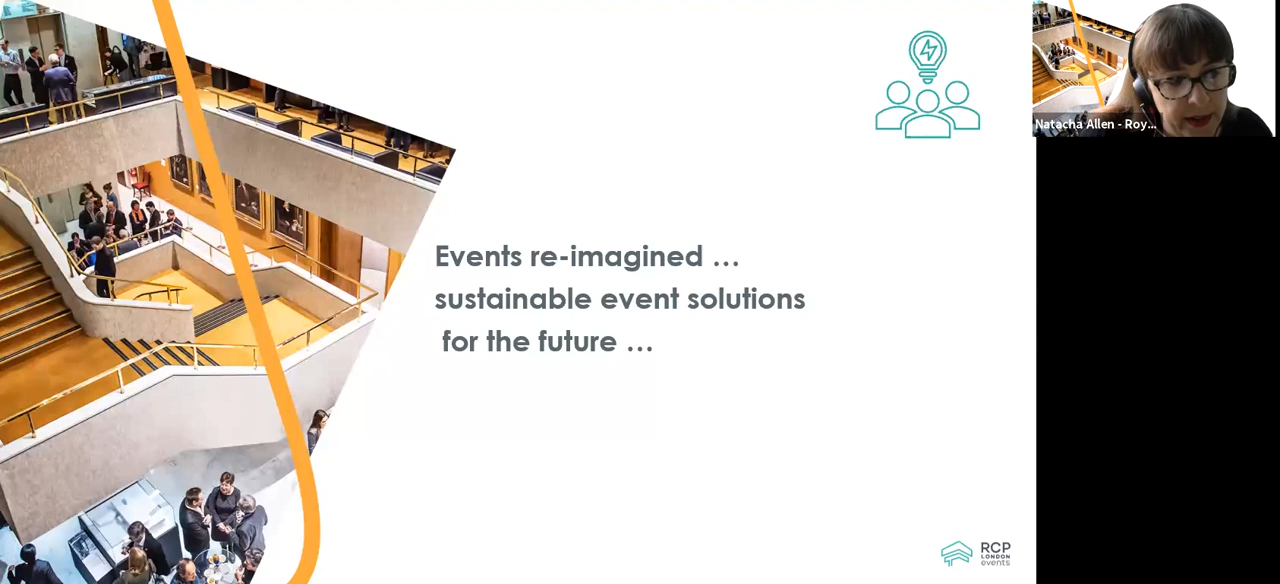 Events re-imagined …
sustainable event solutions
for the future …
Natacha Allen - Roy...
RCP
LONDON
events